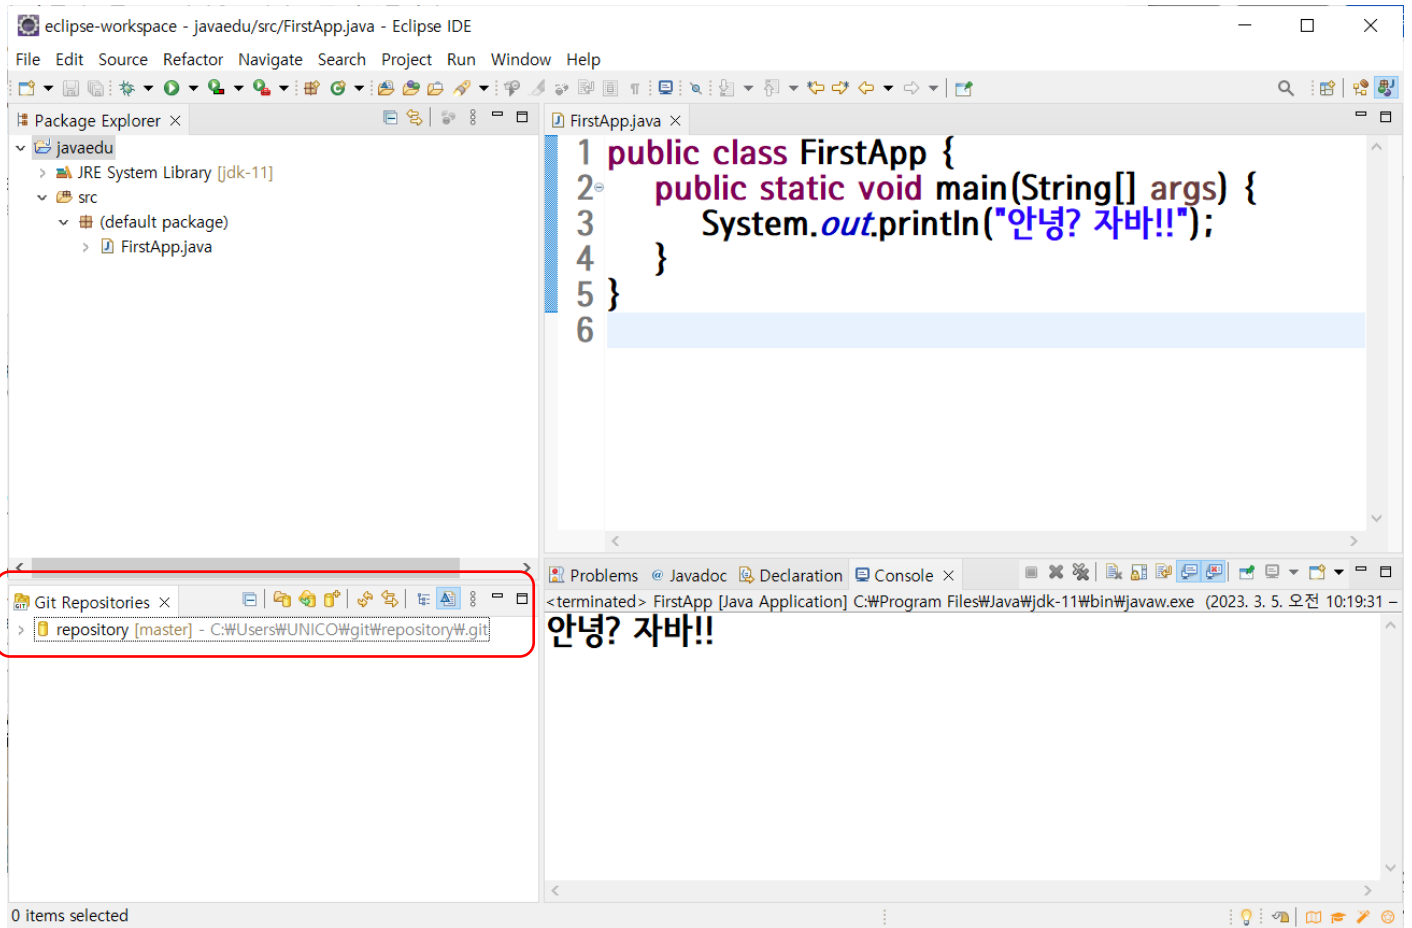 eclipse-workspace - javaedu/src/FirstApp.java - Eclipse IDE
File Edit Source Refactor Navigate Search Project Run Window Help
Package Explorer
javaedu
JRE System Library [jdk-11]
src
(default package)
FirstApp.java
FirstApp.java
1 public class FirstApp {
2 public static void main(String[] args) {
3 System.out.println("안녕? 자바!!");
4 }
5 }
6
Git Repositories
repository [master] - C:₩Users₩UNICO₩git₩repository₩.git
Problems @ Javadoc Declaration Console
<terminated> FirstApp [Java Application] C:₩Program Files₩Java₩jdk-11₩bin₩javaw.exe (2023. 3. 5. 오전 10:19:31 –
안녕? 자바!!
0 items selected